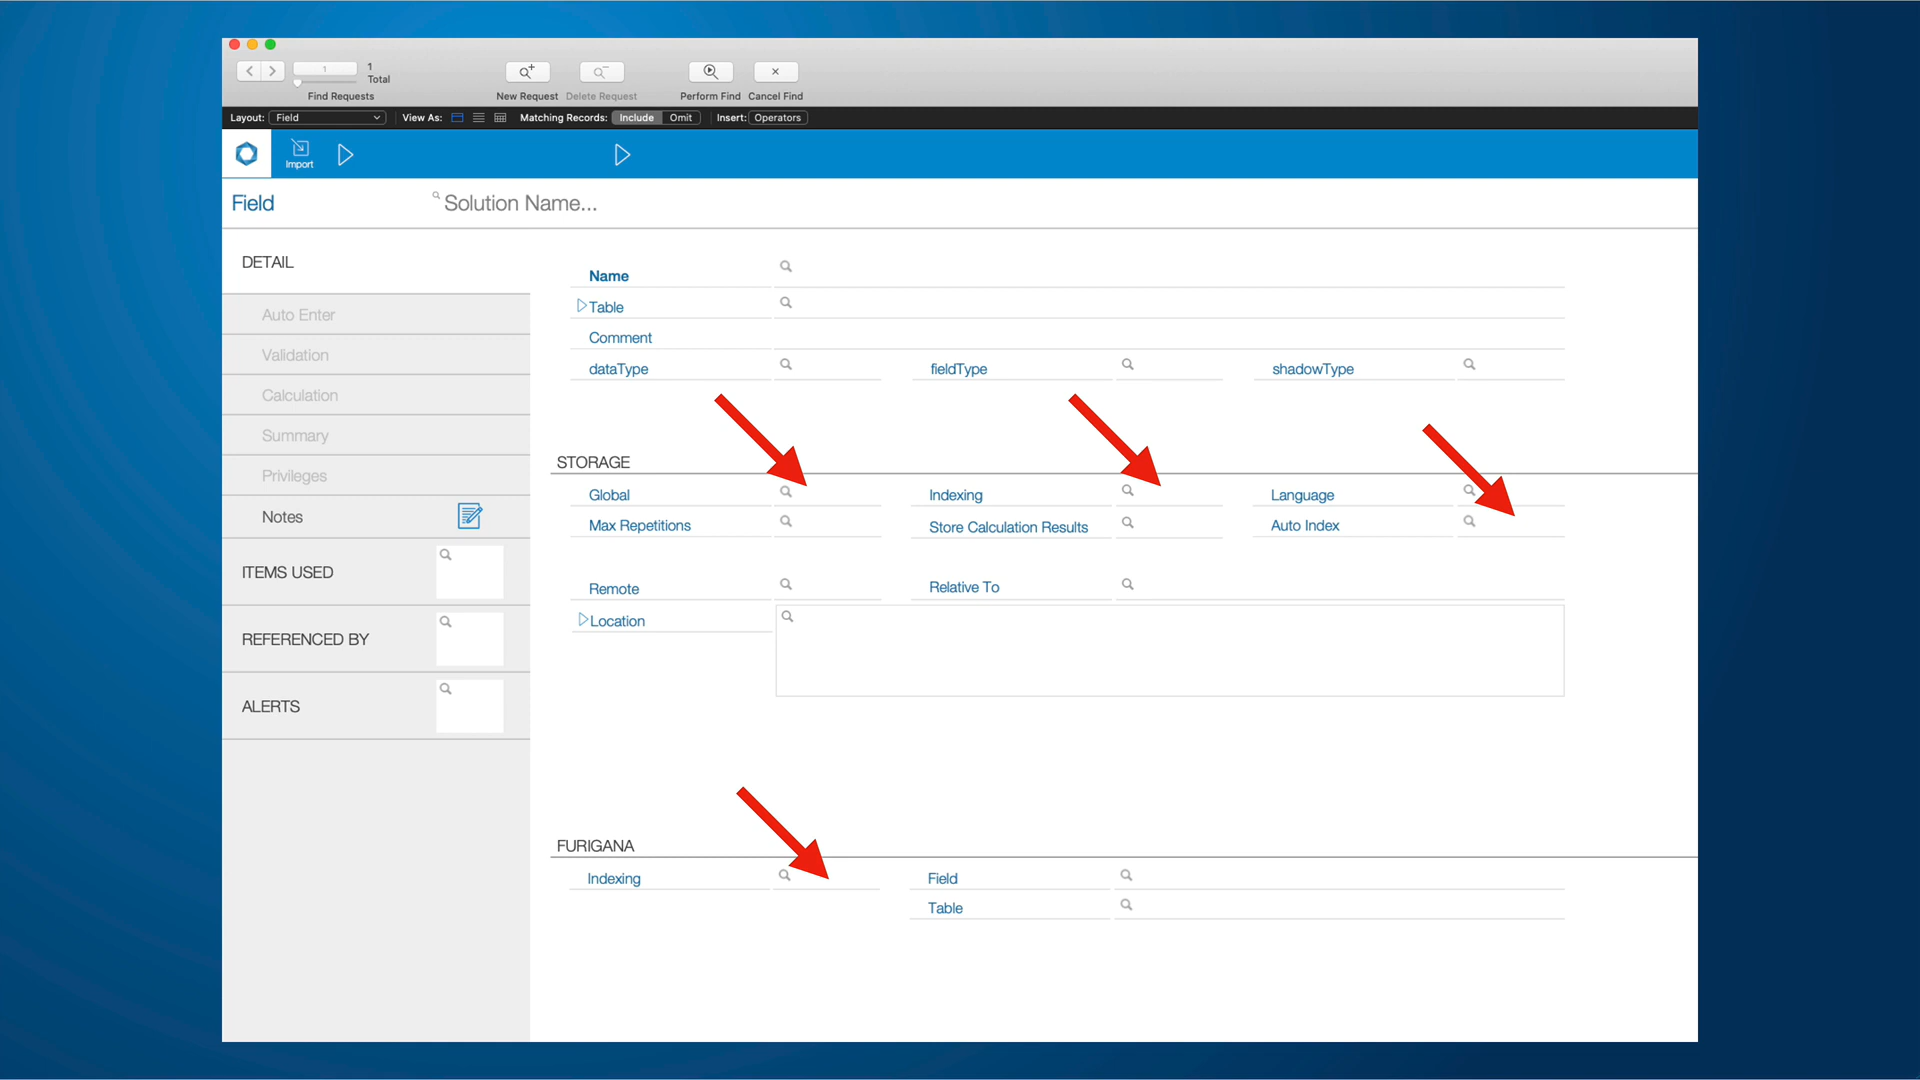 1
1
Total
Find Requests
New Request
Delete Request
Perform Find
Cancel Find
Layout: Field
View As:
Matching Records: Include Omit
Insert: Operators
Import
Field
Solution Name...
DETAIL
Auto Enter
Validation
Calculation
Summary
Privileges
Notes
ITEMS USED
REFERENCED BY
ALERTS
Name
Table
Comment
dataType fieldType shadowType
STORAGE
Global Indexing Language
Max Repetitions Store Calculation Results Auto Index
Remote Relative To
Location
FURIGANA
Indexing Field
Table